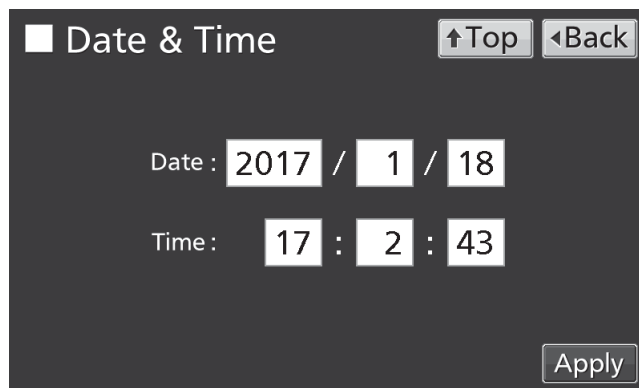 Date & Time
↑Top
◂Back
Date : 2017 / 1 / 18
Time : 17 : 2 : 43
Apply